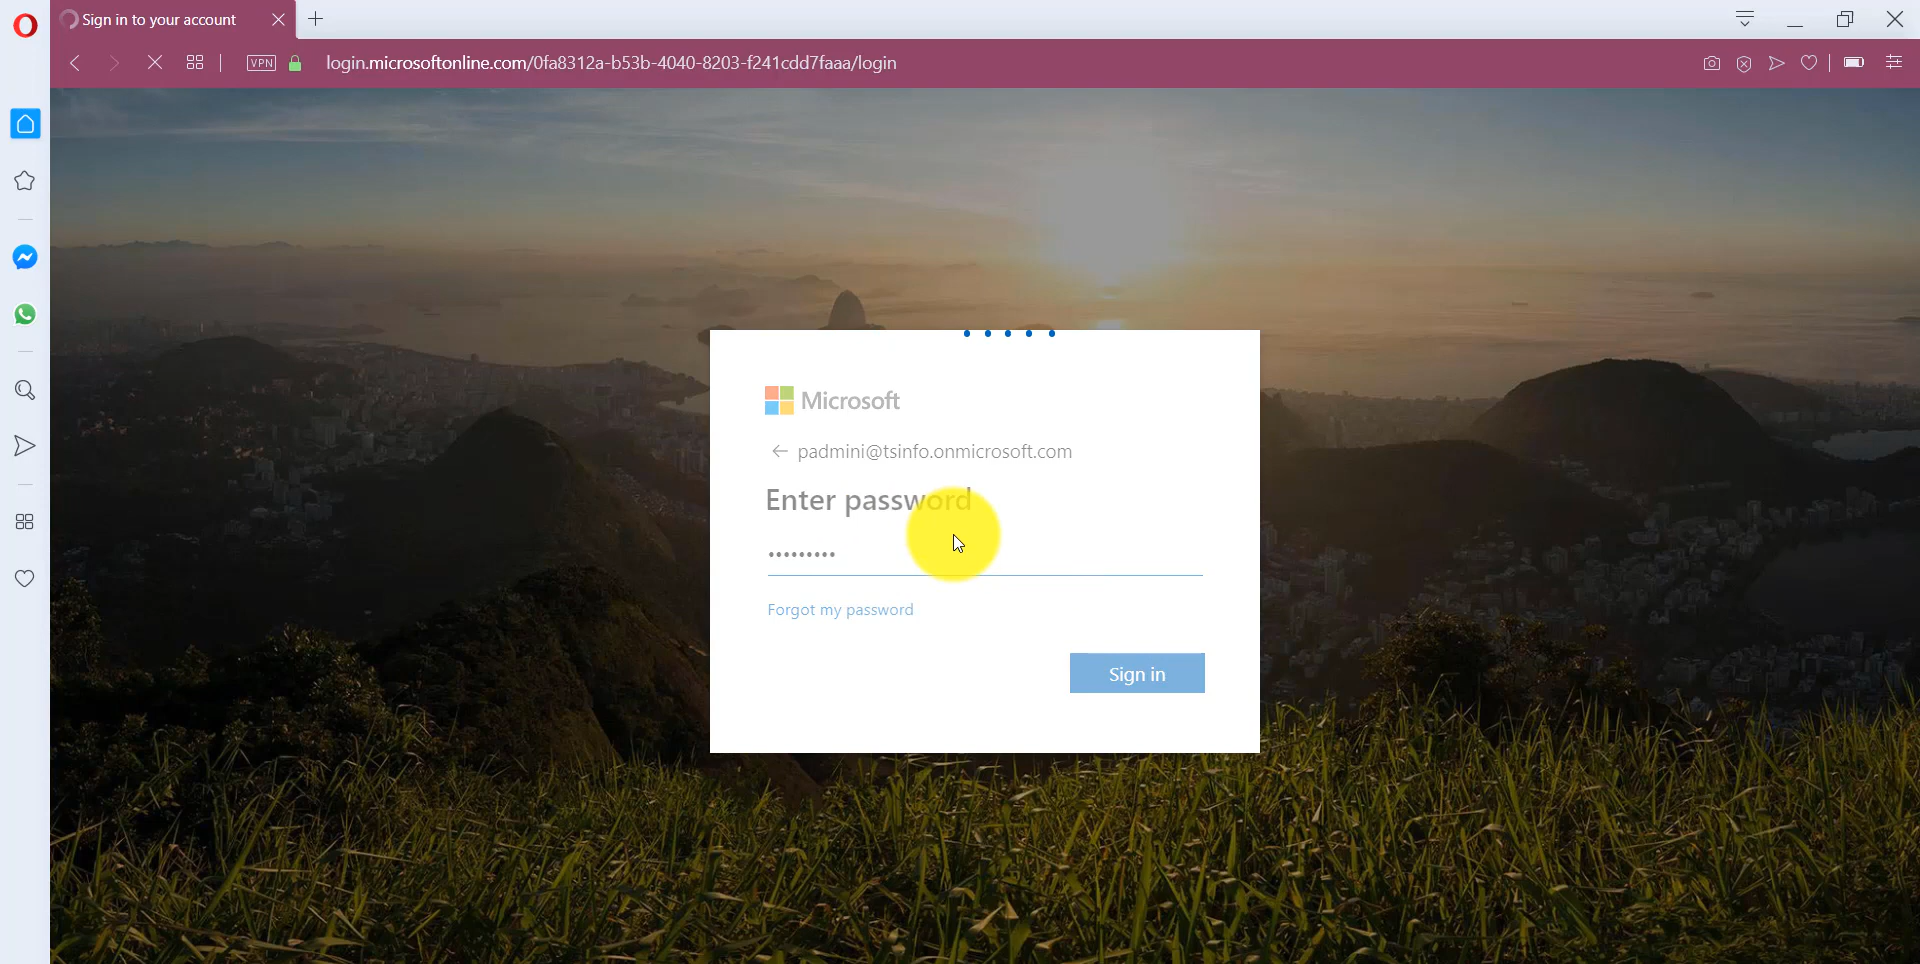 Sign in to your account
VPN
login.microsoftonline.com/0fa8312a-b53b-4040-8203-f241cdd7faaa/login
Microsoft
padmini@tsinfo.onmicrosoft.com
Enter password
•••••••••
Forgot my password
Sign in